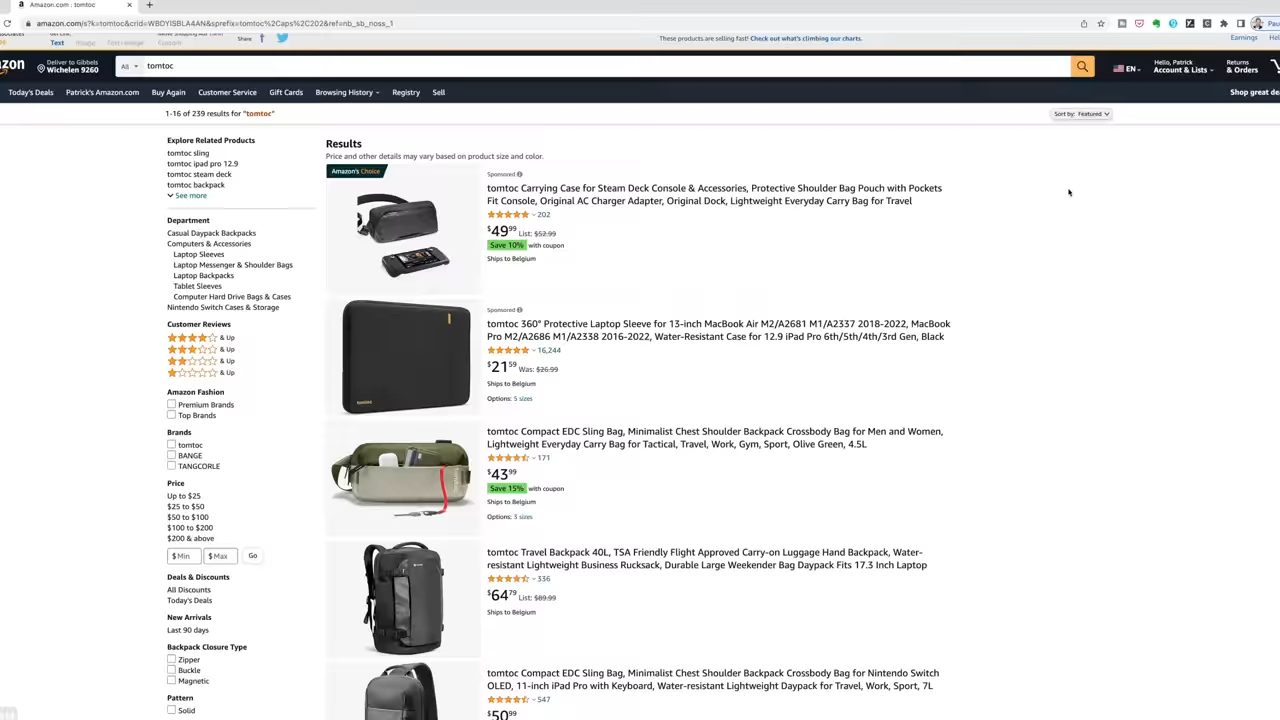 Amazon.com : tomtoc
amazon.com/s?k=tomtoc&crid=WBDYISBLA4AN&sprefix=tomtoc%2Caps%2C202&ref=nb_sb_noss_1
Pau
Text
Share
These products are selling fast! Check out what's climbing our charts.
Earnings
Hel
zon
Deliver to Gibbels
Wichelen 9260
All
tomtoc
EN
Hello, Patrick
Account & Lists
Returns
& Orders
Today's Deals
Patrick's Amazon.com
Buy Again
Customer Service
Gift Cards
Browsing History
Registry
Sell
Shop great de
1-16 of 239 results for "tomtoc"
Sort by: Featured
Explore Related Products
tomtoc sling
tomtoc ipad pro 12.9
tomtoc steam deck
tomtoc backpack
See more
Department
Casual Daypack Backpacks
Computers & Accessories
Laptop Sleeves
Laptop Messenger & Shoulder Bags
Laptop Backpacks
Tablet Sleeves
Computer Hard Drive Bags & Cases
Nintendo Switch Cases & Storage
Customer Reviews
& Up
& Up
& Up
& Up
Amazon Fashion
Premium Brands
Top Brands
Brands
tomtoc
BANGE
TANGCORLE
Price
Up to $25
$25 to $50
$50 to $100
$100 to $200
$200 & above
$ Min
$ Max
Go
Deals & Discounts
All Discounts
Today's Deals
New Arrivals
Last 90 days
Backpack Closure Type
Zipper
Buckle
Magnetic
Pattern
Solid
Results
Price and other details may vary based on product size and color.
Amazon's Choice
Sponsored
tomtoc Carrying Case for Steam Deck Console & Accessories, Protective Shoulder Bag Pouch with Pockets
Fit Console, Original AC Charger Adapter, Original Dock, Lightweight Everyday Carry Bag for Travel
202
$49.99 List: $52.99
Save 10% with coupon
Ships to Belgium
Sponsored
tomtoc 360° Protective Laptop Sleeve for 13-inch MacBook Air M2/A2681 M1/A2337 2018-2022, MacBook
Pro M2/A2686 M1/A2338 2016-2022, Water-Resistant Case for 12.9 iPad Pro 6th/5th/4th/3rd Gen, Black
16,244
$21.59 Was: $26.99
Ships to Belgium
Options: 5 sizes
tomtoc
tomtoc Compact EDC Sling Bag, Minimalist Chest Shoulder Backpack Crossbody Bag for Men and Women,
Lightweight Everyday Carry Bag for Tactical, Travel, Work, Gym, Sport, Olive Green, 4.5L
171
$43.99
Save 15% with coupon
Ships to Belgium
Options: 3 sizes
tomtoc Travel Backpack 40L, TSA Friendly Flight Approved Carry-on Luggage Hand Backpack, Water-
resistant Lightweight Business Rucksack, Durable Large Weekender Bag Daypack Fits 17.3 Inch Laptop
336
$64.79 List: $89.99
Ships to Belgium
tomtoc Compact EDC Sling Bag, Minimalist Chest Shoulder Backpack Crossbody Bag for Nintendo Switch
OLED, 11-inch iPad Pro with Keyboard, Water-resistant Lightweight Daypack for Travel, Work, Sport, 7L
547
$50.99